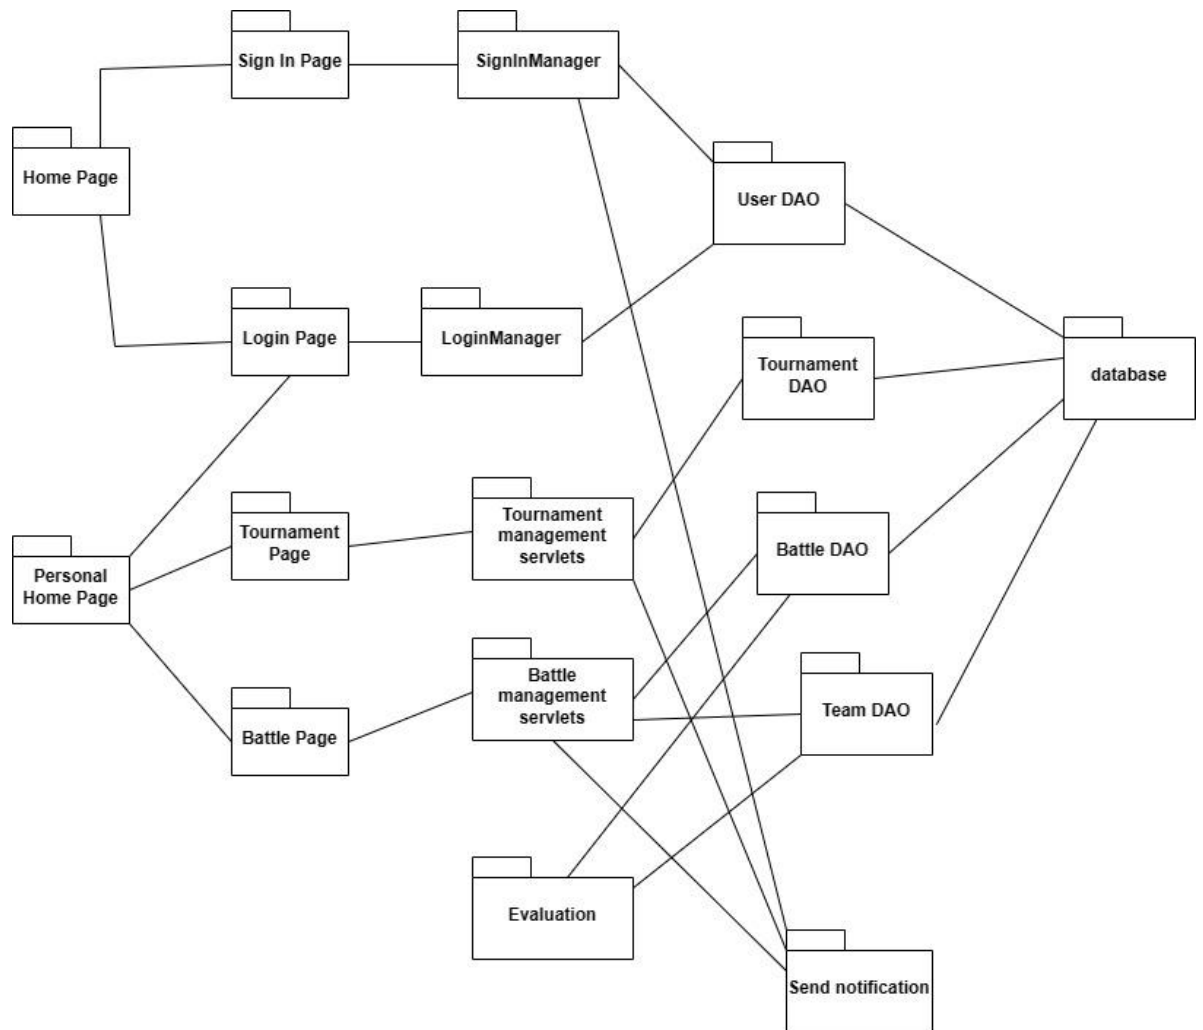 Sign In Page
SignInManager
Home Page
User DAO
Login Page
LoginManager
Tournament
DAO
database
Tournament
Page
Tournament
management
servlets
Battle DAO
Personal
Home Page
Battle Page
Battle
management
servlets
Team DAO
Evaluation
Send notification